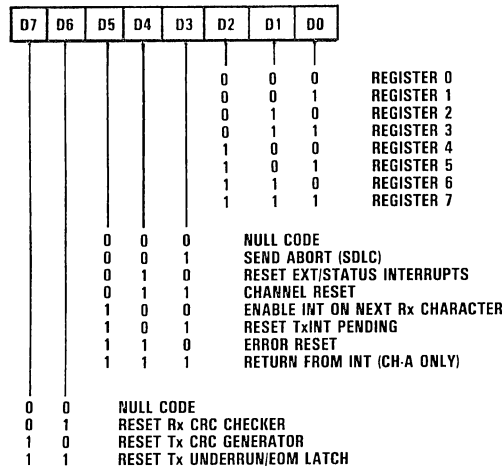 D7 D6 D5 D4 D3 D2 D1 D0
0 0 0 REGISTER 0
0 0 1 REGISTER 1
0 1 0 REGISTER 2
0 1 1 REGISTER 3
1 0 0 REGISTER 4
1 0 1 REGISTER 5
1 1 0 REGISTER 6
1 1 1 REGISTER 7
0 0 0 NULL CODE
0 0 1 SEND ABORT (SDLC)
0 1 0 RESET EXT/STATUS INTERRUPTS
0 1 1 CHANNEL RESET
1 0 0 ENABLE INT ON NEXT Rx CHARACTER
1 0 1 RESET TxINT PENDING
1 1 0 ERROR RESET
1 1 1 RETURN FROM INT (CH-A ONLY)
0 0 NULL CODE
0 1 RESET Rx CRC CHECKER
1 0 RESET Tx CRC GENERATOR
1 1 RESET Tx UNDERRUN/EOM LATCH